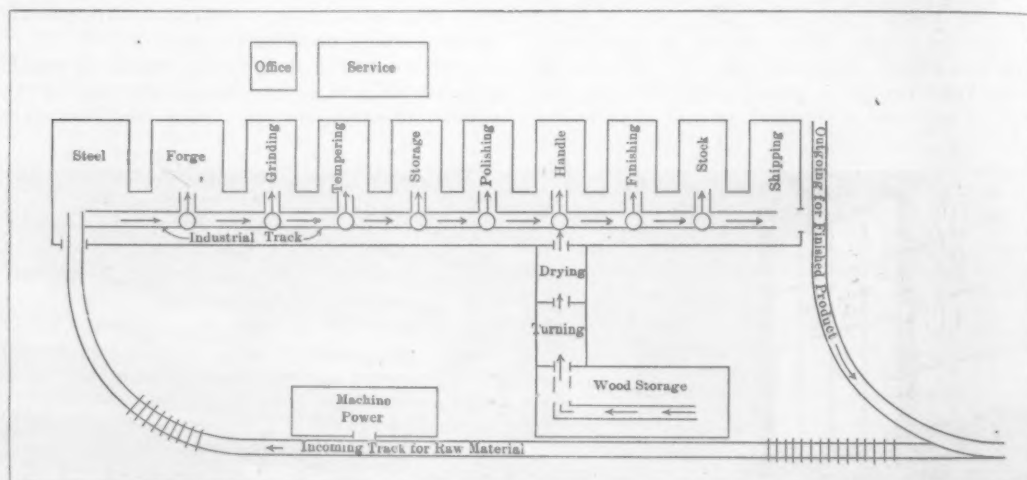 Office
Service
Steel
Forge
Grinding
Tempering
Storage
Polishing
Handle
Finishing
Stock
Shipping
Outgoing for Finished Product
Industrial Track
Drying
Turning
Wood Storage
Machine
Power
Incoming Track for Raw Material